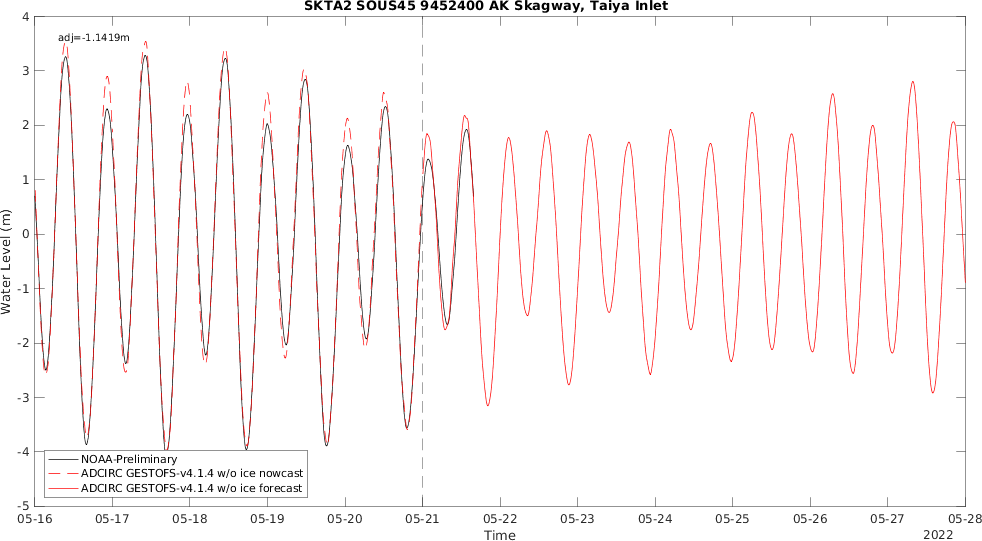 SKTA2 SOUS45 9452400 AK Skagway, Taiya Inlet
adj=-1.1419m
4
3
2
1
0
-1
-2
-3
-4
-5
Water Level (m)
NOAA-Preliminary
ADCIRC GESTOFS-v4.1.4 w/o ice nowcast
ADCIRC GESTOFS-v4.1.4 w/o ice forecast
05-16 05-17 05-18 05-19 05-20 05-21 05-22 05-23 05-24 05-25 05-26 05-27 05-28
Time
2022